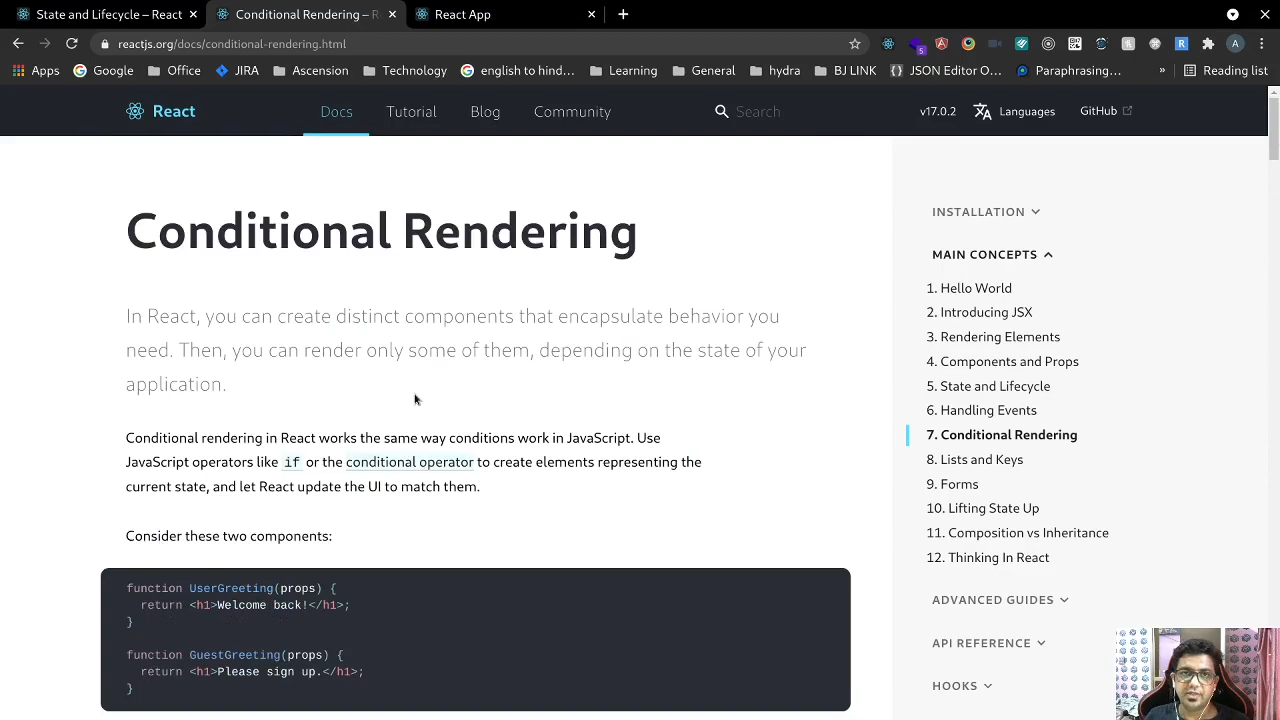 State and Lifecycle – React
Conditional Rendering – R
React App
reactjs.org/docs/conditional-rendering.html
Apps
Google
Office
JIRA
Ascension
Technology
english to hind...
Learning
General
hydra
BJ LINK
JSON Editor O...
Paraphrasing...
»
Reading list
React
Docs
Tutorial
Blog
Community
Search
v17.0.2
Languages
GitHub
Conditional Rendering
In React, you can create distinct components that encapsulate behavior you
need. Then, you can render only some of them, depending on the state of your
application.
Conditional rendering in React works the same way conditions work in JavaScript. Use
JavaScript operators like if or the conditional operator to create elements representing the
current state, and let React update the UI to match them.
Consider these two components:
function UserGreeting(props) {
return <h1>Welcome back!</h1>;
}
function GuestGreeting(props) {
return <h1>Please sign up.</h1>;
}
INSTALLATION
MAIN CONCEPTS
1. Hello World
2. Introducing JSX
3. Rendering Elements
4. Components and Props
5. State and Lifecycle
6. Handling Events
7. Conditional Rendering
8. Lists and Keys
9. Forms
10. Lifting State Up
11. Composition vs Inheritance
12. Thinking In React
ADVANCED GUIDES
API REFERENCE
HOOKS